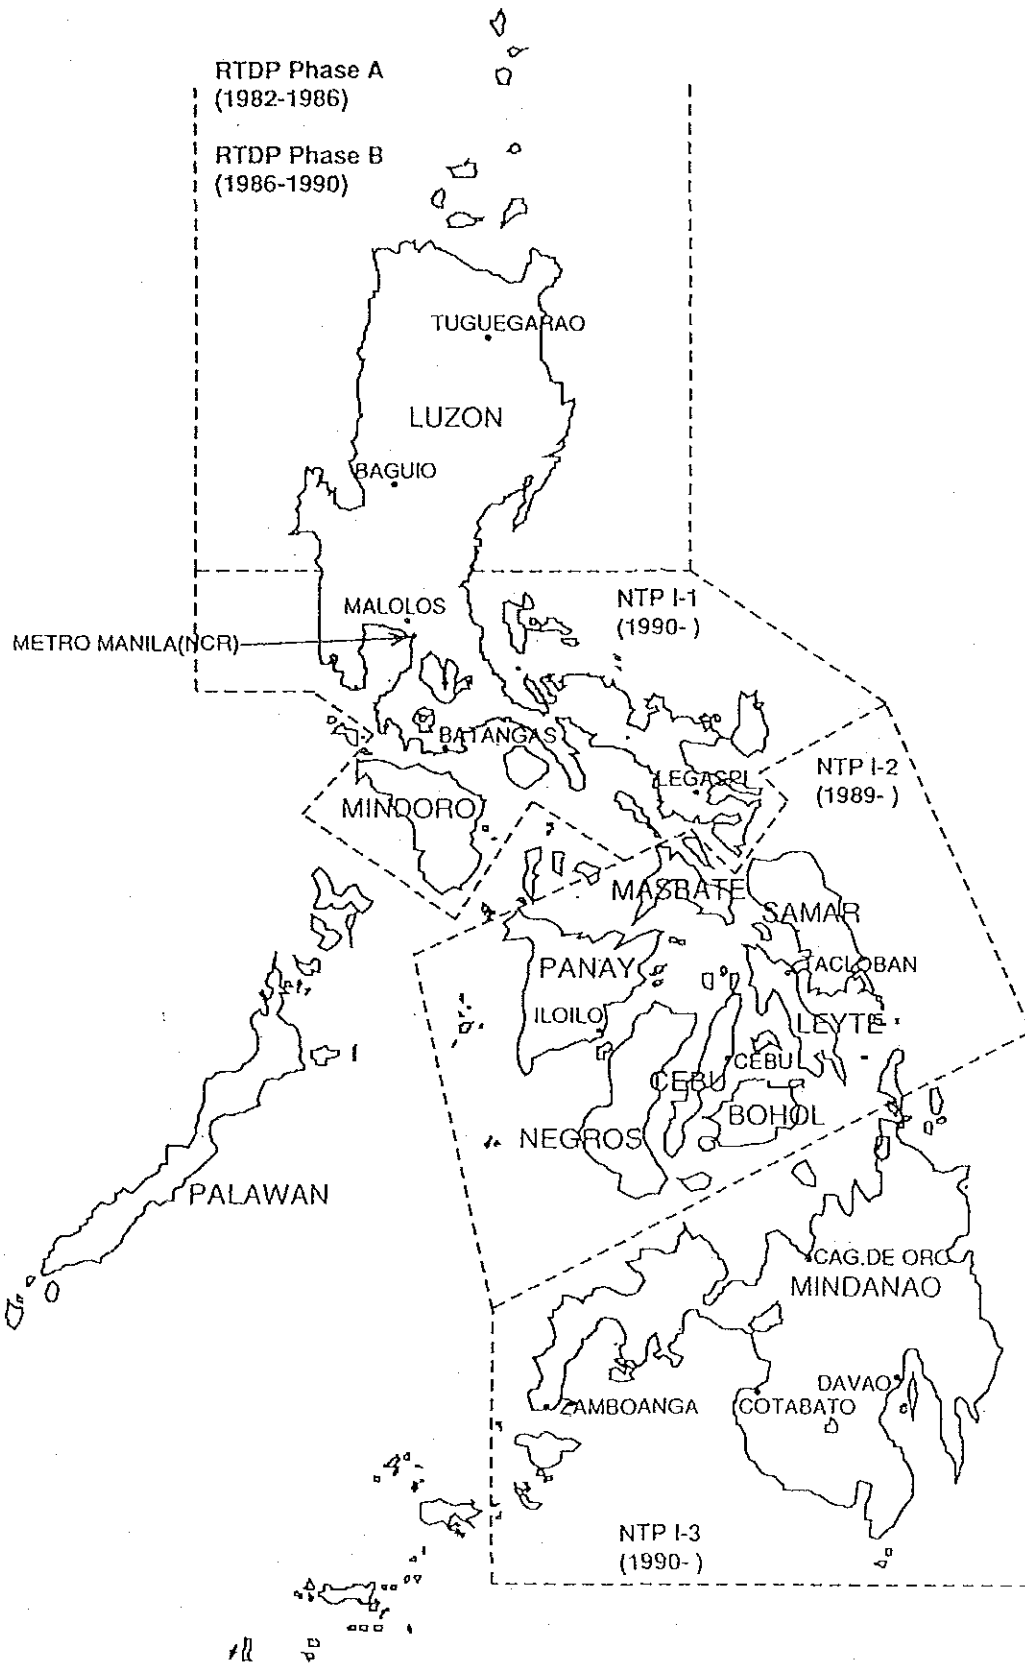 RTDP Phase A
(1982-1986)
RTDP Phase B
(1986-1990)
TUGUEGARAO
LUZON
BAGUIO
NTP I-1
(1990- )
MALOLOS
METRO MANILA(NCR)
BATANGAS
NTP I-2
(1989- )
LEGASPI
MINDORO
MASBATE
SAMAR
PANAY
TACLOBAN
ILOILO
LEYTE
CEBU
CEBU
BOHOL
NEGROS
PALAWAN
CAG.DE ORO
MINDANAO
DAVAO
ZAMBOANGA
COTABATO
NTP I-3
(1990- )